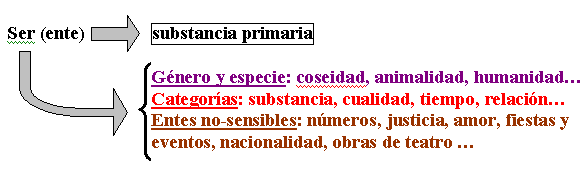 Ser (ente)
substancia primaria
Género y especie: coseidad, animalidad, humanidad…
Categorías: substancia, cualidad, tiempo, relación…
Entes no-sensibles: números, justicia, amor, fiestas y
eventos, nacionalidad, obras de teatro …